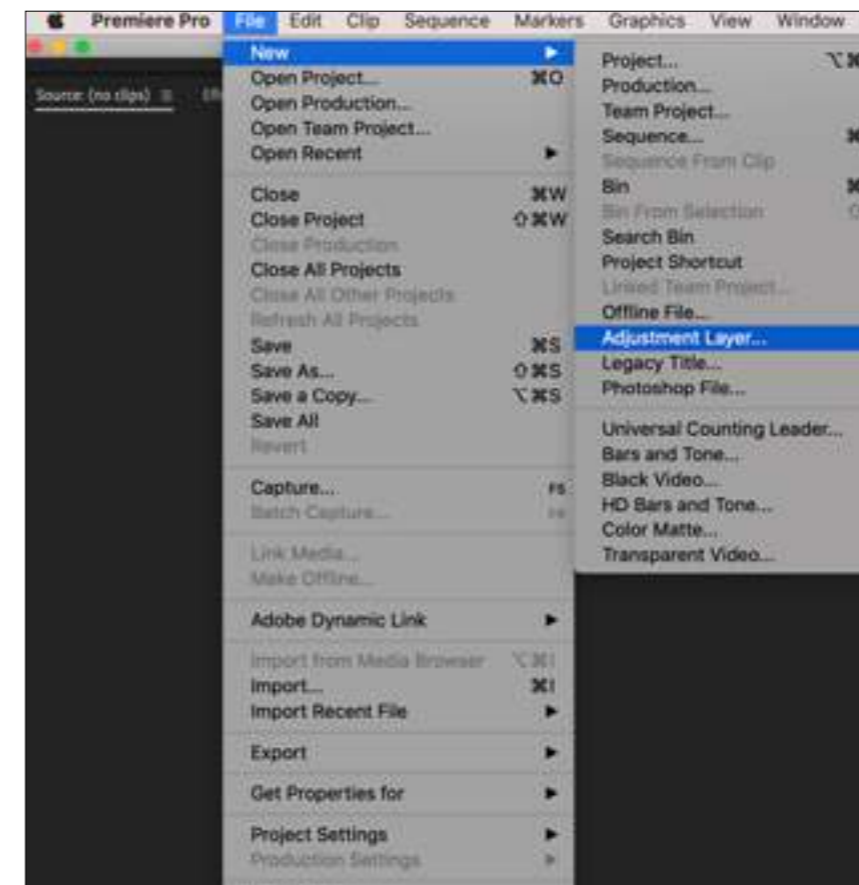 Premiere Pro File Edit Clip Sequence Markers Graphics View Window
Source: (no clips)
New
Open Project... ⌘O
Open Production...
Open Team Project...
Open Recent
Close ⌘W
Close Project ⇧⌘W
Close Production
Close All Projects
Close All Other Projects
Refresh All Projects
Save ⌘S
Save As... ⇧⌘S
Save a Copy... ⌥⌘S
Save All
Revert
Capture... F5
Batch Capture... F6
Link Media...
Make Offline...
Adobe Dynamic Link
Import from Media Browser ⌥⌘I
Import... ⌘I
Import Recent File
Export
Get Properties for
Project Settings
Production Settings
Project... ⌥⌘
Production...
Team Project...
Sequence... ⌘
Sequence From Clip
Bin ⌘
Bin From Selection
Search Bin
Project Shortcut
Linked Team Project...
Offline File...
Adjustment Layer...
Legacy Title...
Photoshop File...
Universal Counting Leader...
Bars and Tone...
Black Video...
HD Bars and Tone...
Color Matte...
Transparent Video...